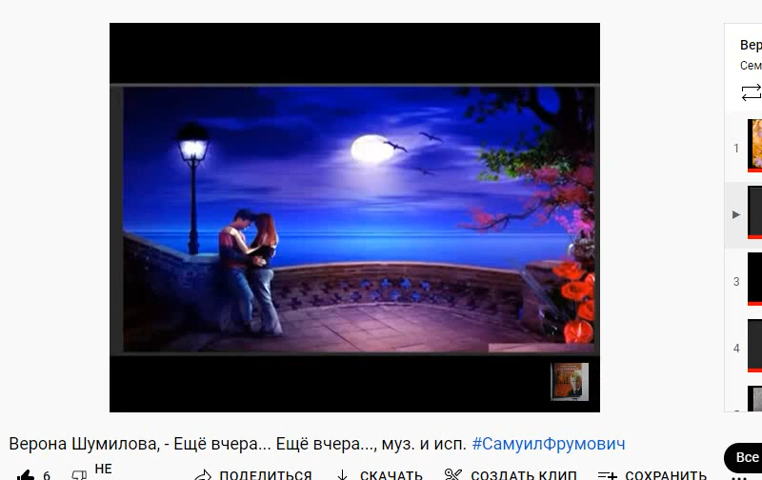 Вер
Сем
1
3
4
Верона Шумилова, - Ещё вчера... Ещё вчера..., муз. и исп. #СамуилФрумович
Все
6
НЕ
ПОДЕЛИТЬСЯ
СКАЧАТЬ
СОЗДАТЬ КЛИП
СОХРАНИТЬ